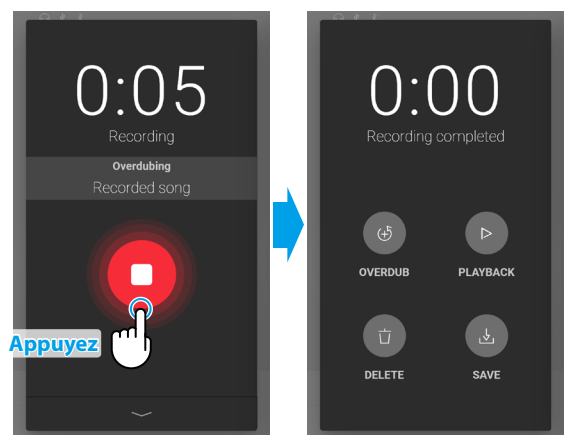 0:05
Recording
Overdubing
Recorded song
Appuyez
0:00
Recording completed
OVERDUB
PLAYBACK
DELETE
SAVE